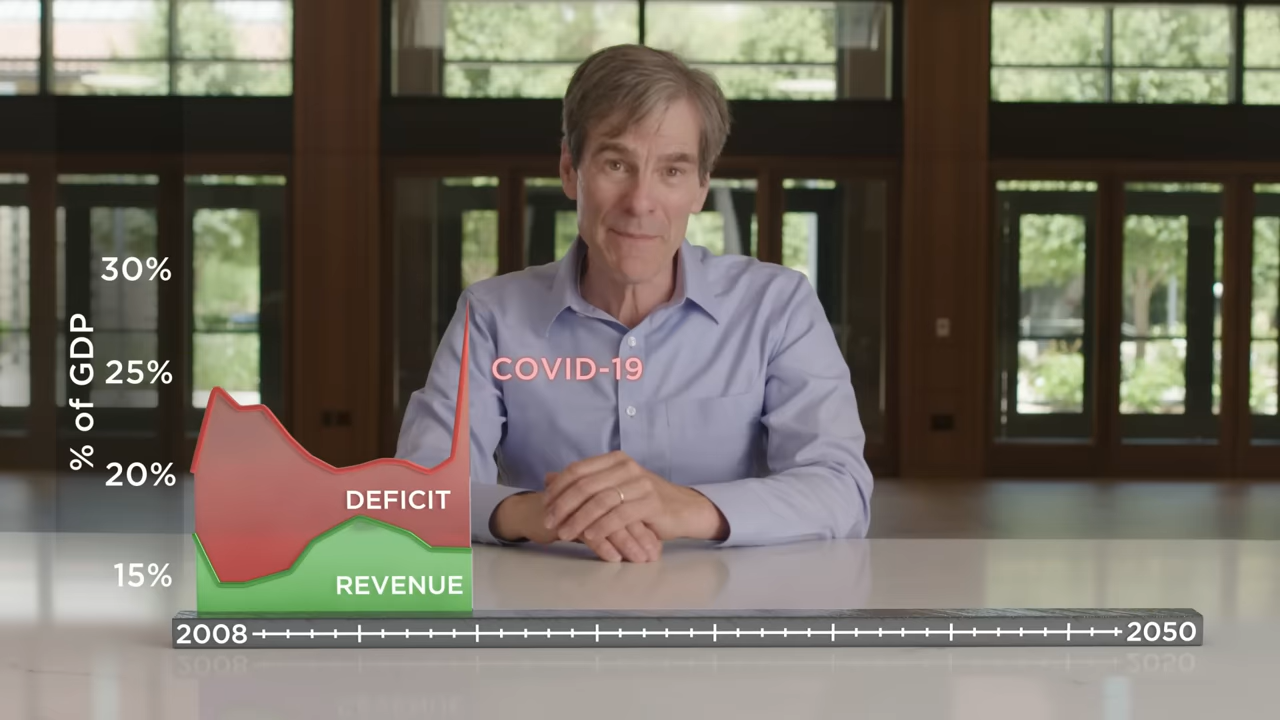 30%
25%
20%
15%
% of GDP
COVID-19
DEFICIT
REVENUE
2008
2050